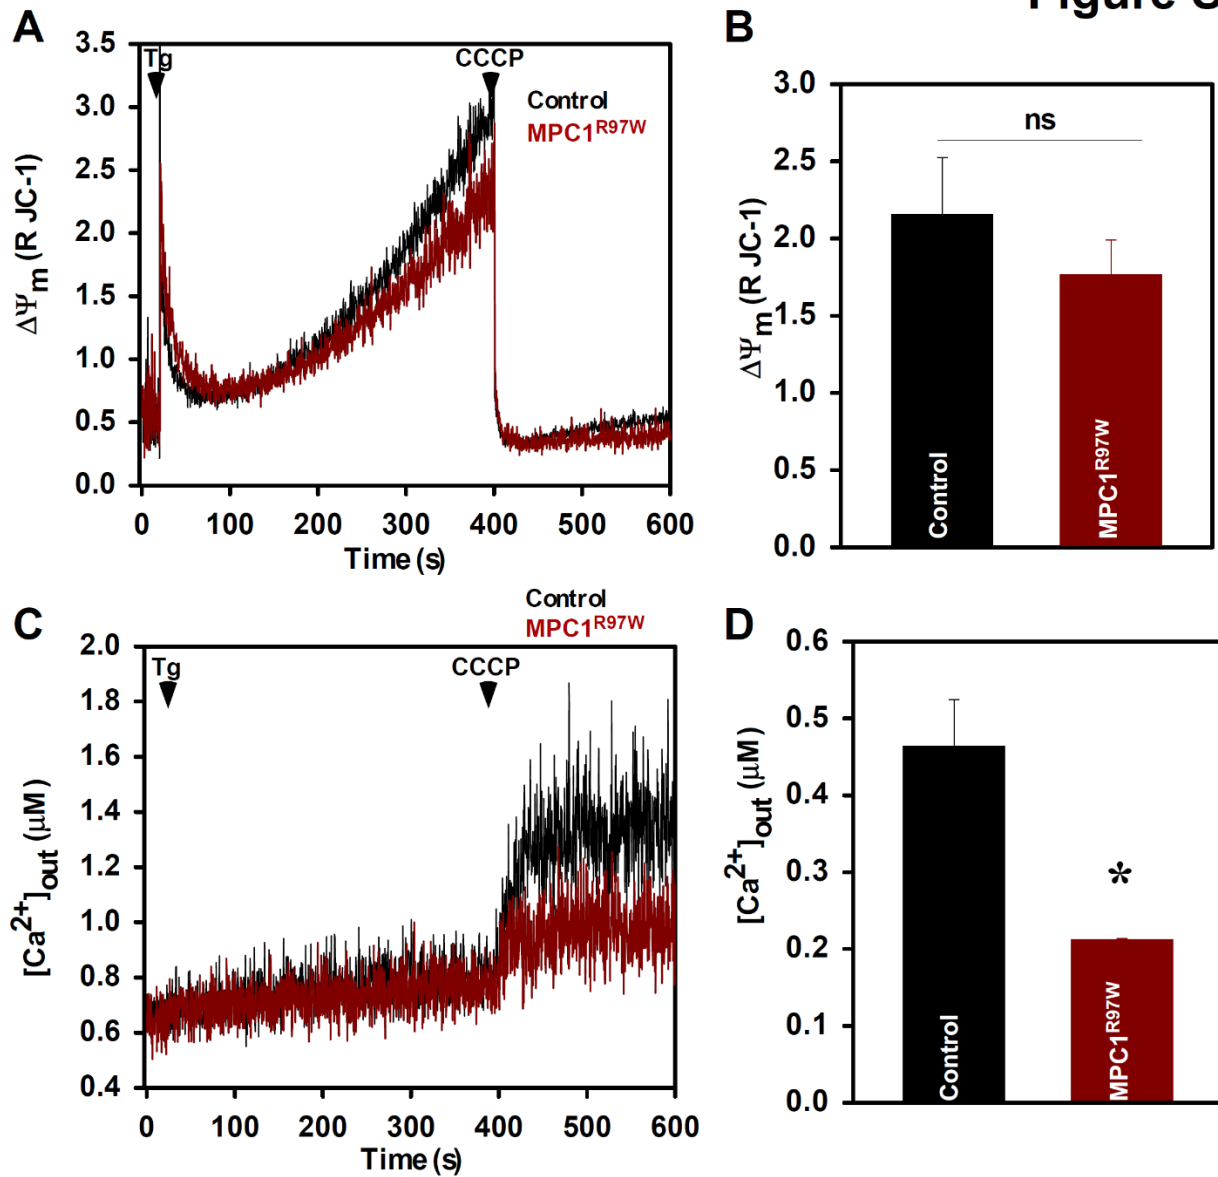 Figure S
A
3.5
3.0
2.5
2.0
1.5
1.0
0.5
0.0
ΔΨm (R JC-1)
Tg
CCCP
Control
MPC1R97W
0 100 200 300 400 500 600
Time (s)
B
3.0
2.5
2.0
1.5
1.0
0.5
0.0
ΔΨm (R JC-1)
ns
Control
MPC1R97W
C
Control
MPC1R97W
2.0
1.8
1.6
1.4
1.2
1.0
0.8
0.6
0.4
[Ca2+]out (μM)
Tg
CCCP
0 100 200 300 400 500 600
Time (s)
D
0.6
0.5
0.4
0.3
0.2
0.1
0.0
[Ca2+]out (μM)
*
Control
MPC1R97W